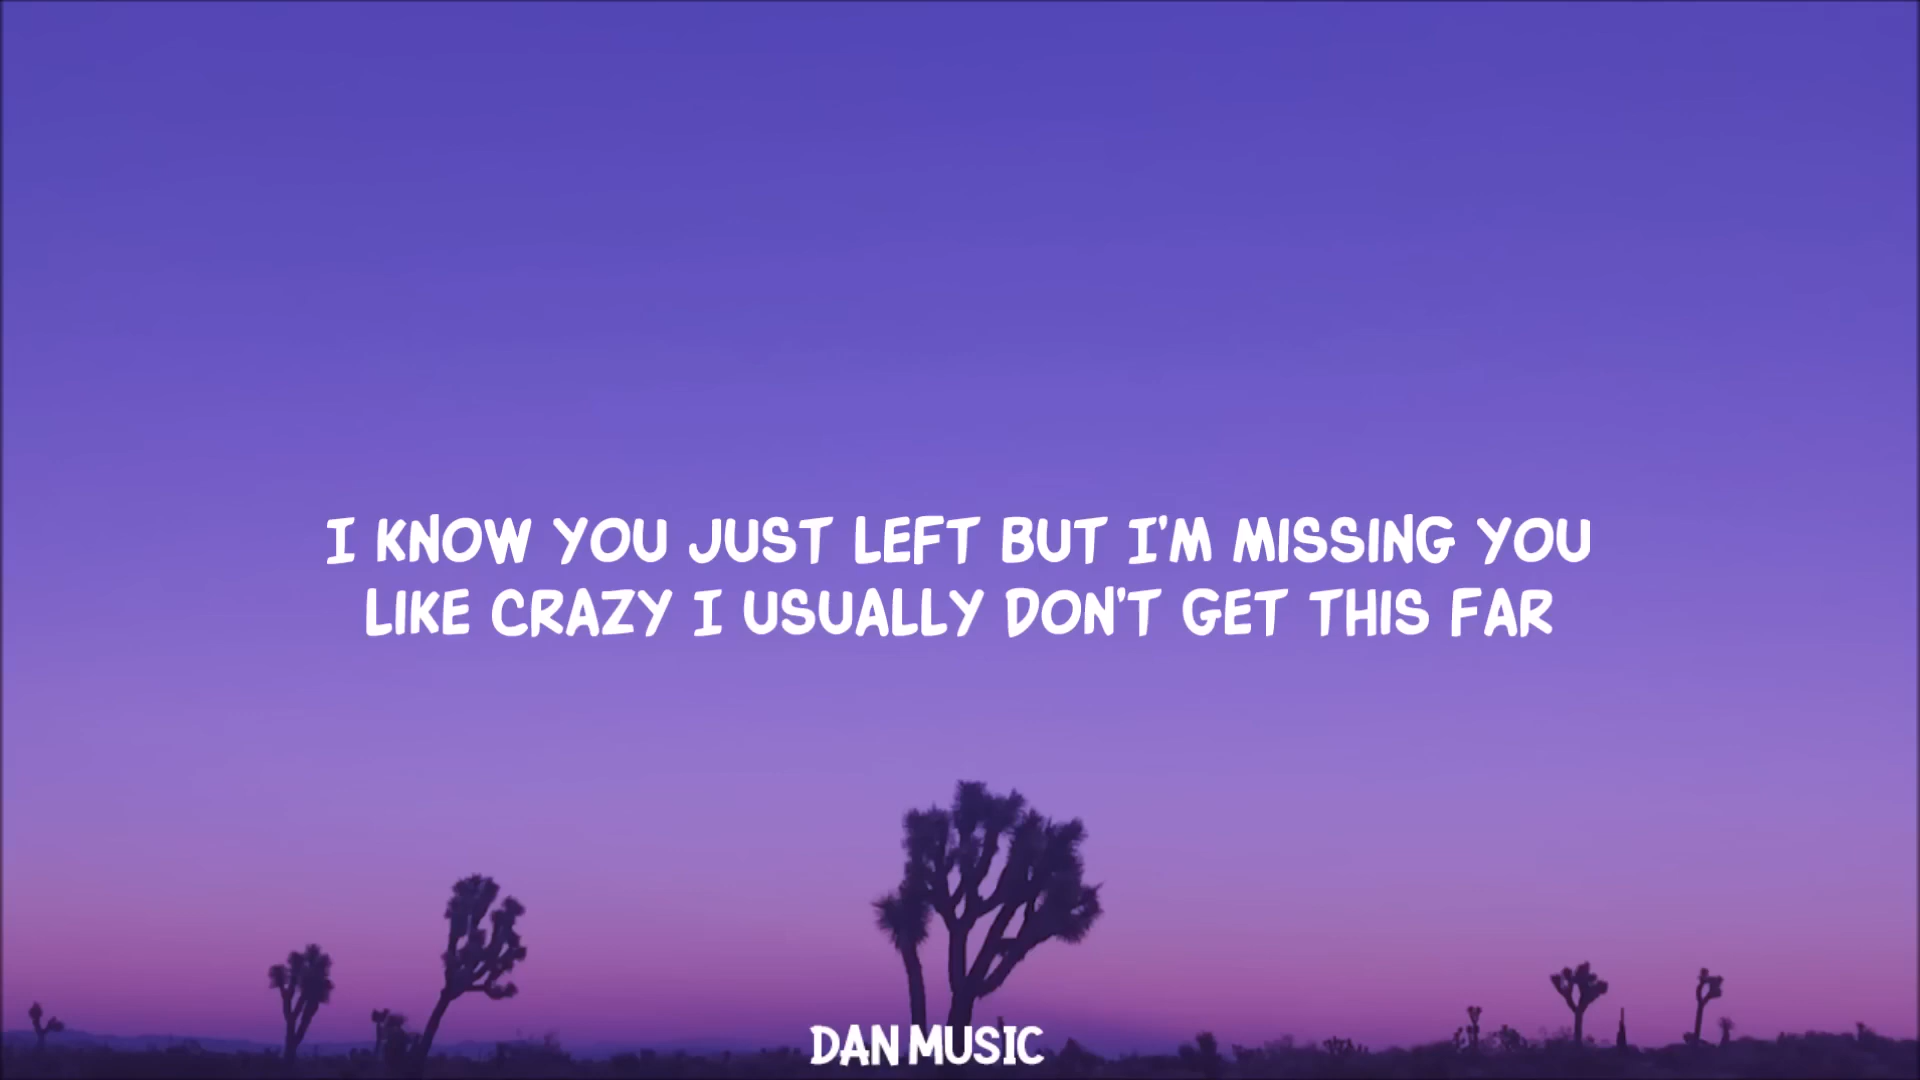 I KNOW YOU JUST LEFT BUT I'M MISSING YOU
LIKE CRAZY I USUALLY DON'T GET THIS FAR
DAN MUSIC